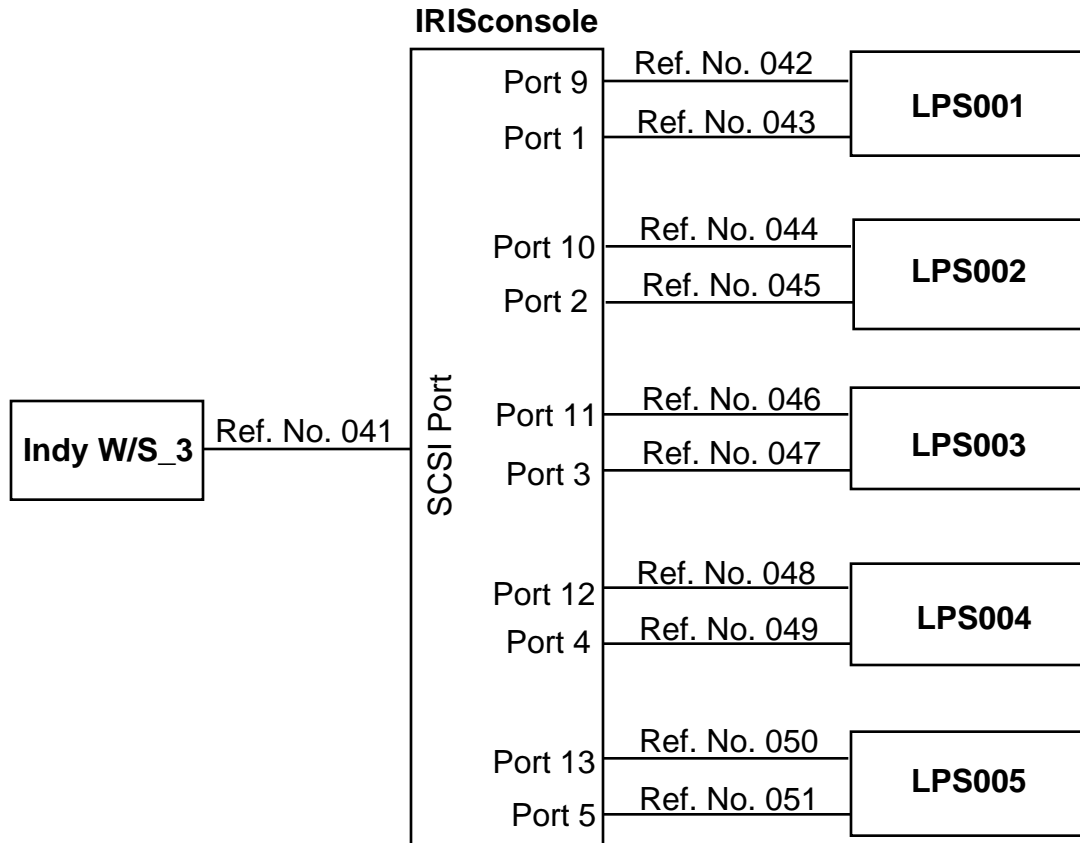 IRISconsole
Port 9
Ref. No. 042
LPS001
Port 1
Ref. No. 043
Port 10
Ref. No. 044
LPS002
Port 2
Ref. No. 045
Indy W/S_3
Ref. No. 041
SCSI Port
Port 11
Ref. No. 046
LPS003
Port 3
Ref. No. 047
Port 12
Ref. No. 048
LPS004
Port 4
Ref. No. 049
Port 13
Ref. No. 050
LPS005
Port 5
Ref. No. 051